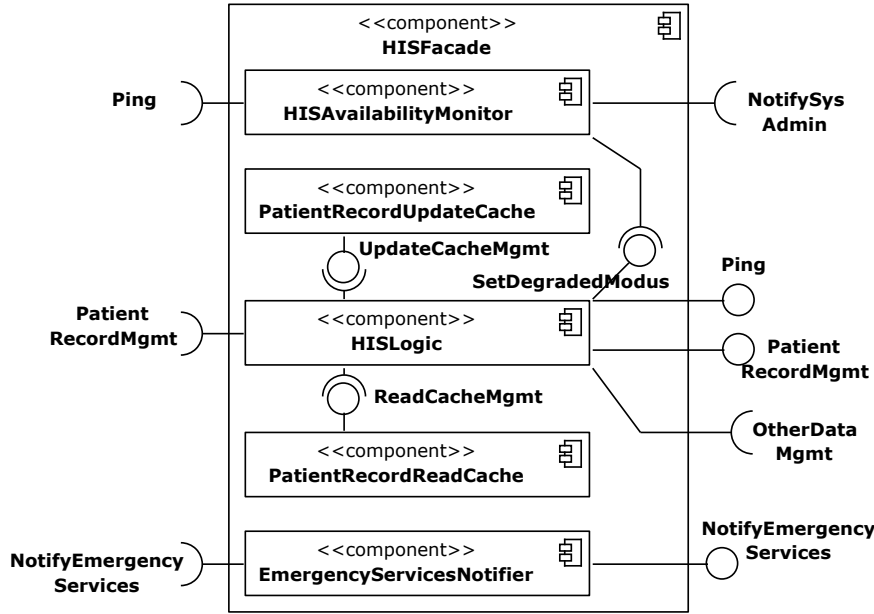 <<component>>
HISFacade
Ping
<<component>>
HISAvailabilityMonitor
NotifySys
Admin
<<component>>
PatientRecordUpdateCache
UpdateCacheMgmt
SetDegradedModus
Ping
Patient
RecordMgmt
<<component>>
HISLogic
Patient
RecordMgmt
ReadCacheMgmt
OtherData
Mgmt
<<component>>
PatientRecordReadCache
NotifyEmergency
Services
<<component>>
EmergencyServicesNotifier
NotifyEmergency
Services